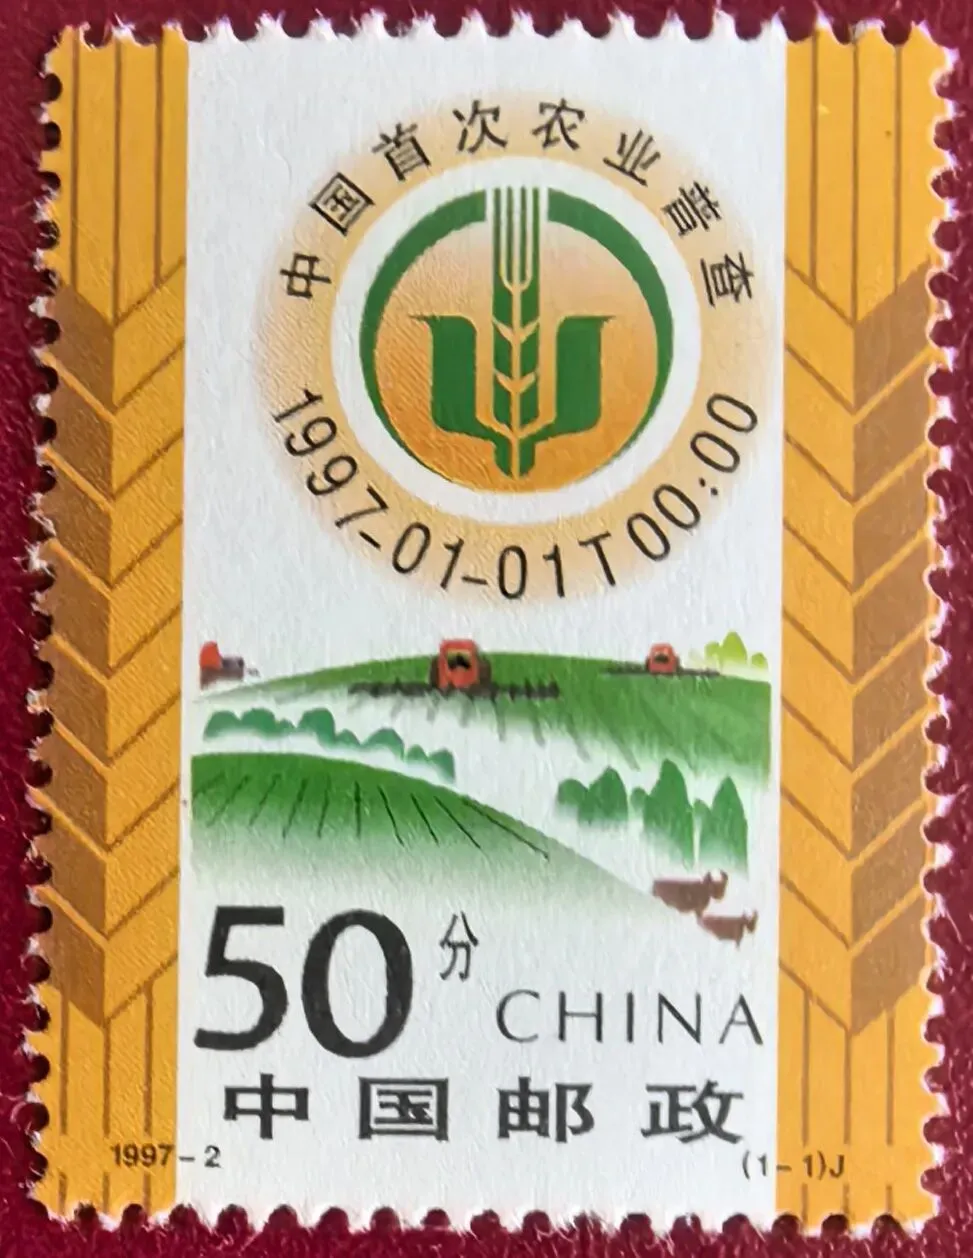 中国首次农业普查
1997-01-01T00:00
50分
CHINA
中国邮政
1997-2
(1-1)J